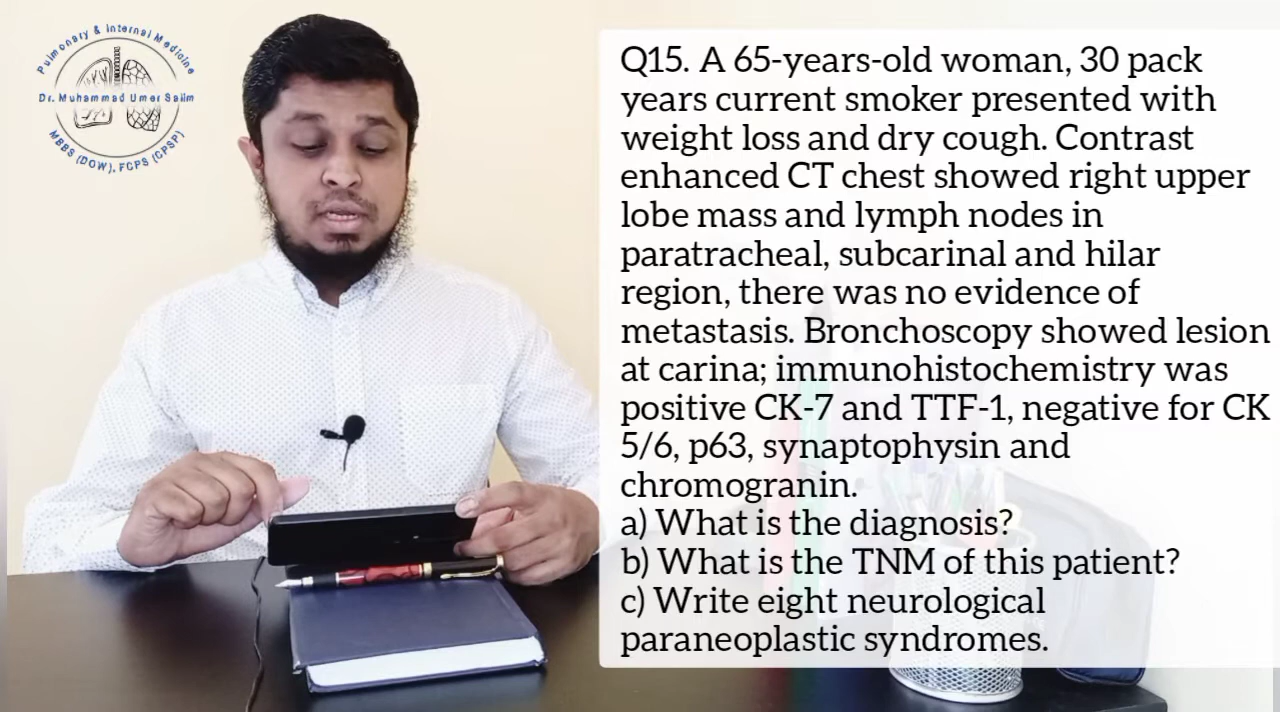 Pulmonary & Internal Medicine
Dr. Muhammad Umer Salim
MBBS (DOW), FCPS (CPSP)
Q15. A 65-years-old woman, 30 pack
years current smoker presented with
weight loss and dry cough. Contrast
enhanced CT chest showed right upper
lobe mass and lymph nodes in
paratracheal, subcarinal and hilar
region, there was no evidence of
metastasis. Bronchoscopy showed lesion
at carina; immunohistochemistry was
positive CK-7 and TTF-1, negative for CK
5/6, p63, synaptophysin and
chromogranin.
a) What is the diagnosis?
b) What is the TNM of this patient?
c) Write eight neurological
paraneoplastic syndromes.